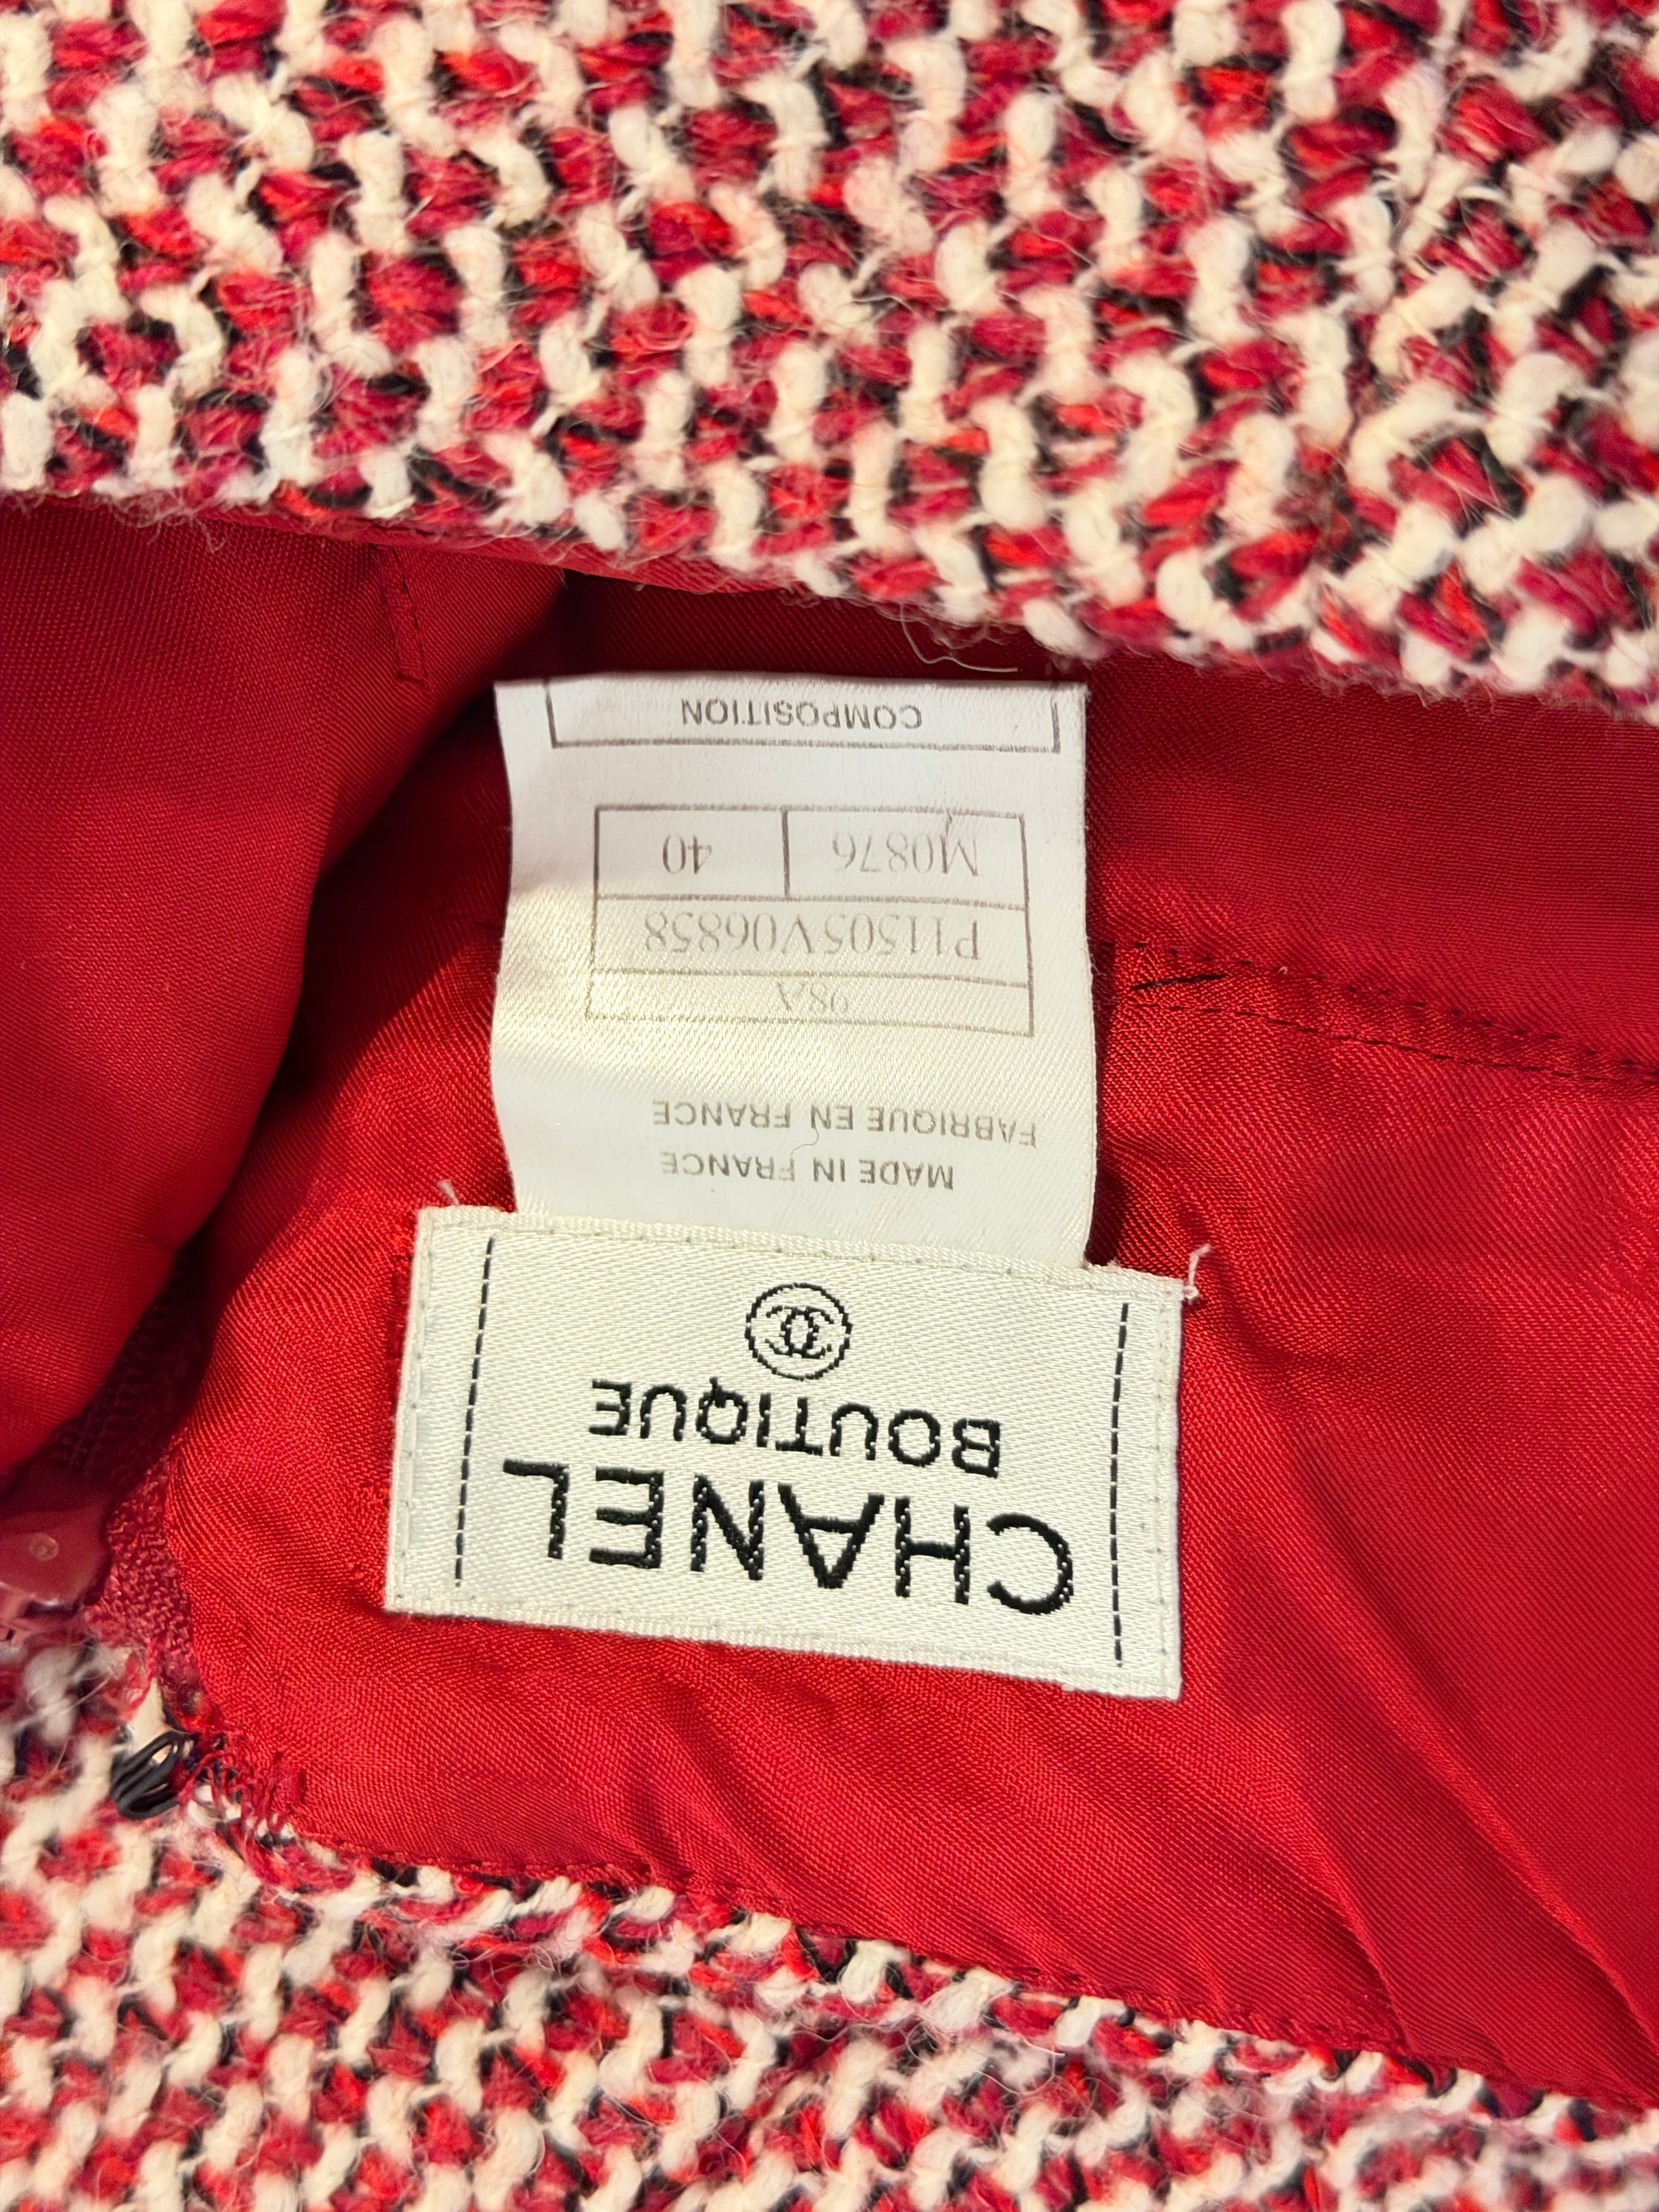 CHANEL
BOUTIQUE
MADE IN FRANCE
FABRIQUE EN FRANCE
98A
P11505V06858
M0876 40
COMPOSITION